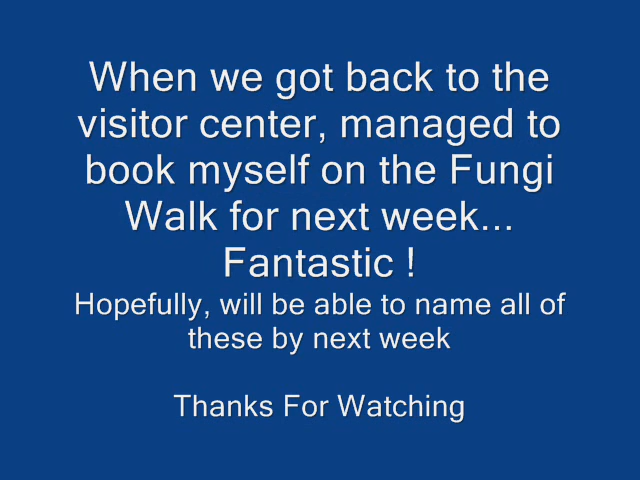 When we got back to the
visitor center, managed to
book myself on the Fungi
Walk for next week...
Fantastic !
Hopefully, will be able to name all of
these by next week
Thanks For Watching